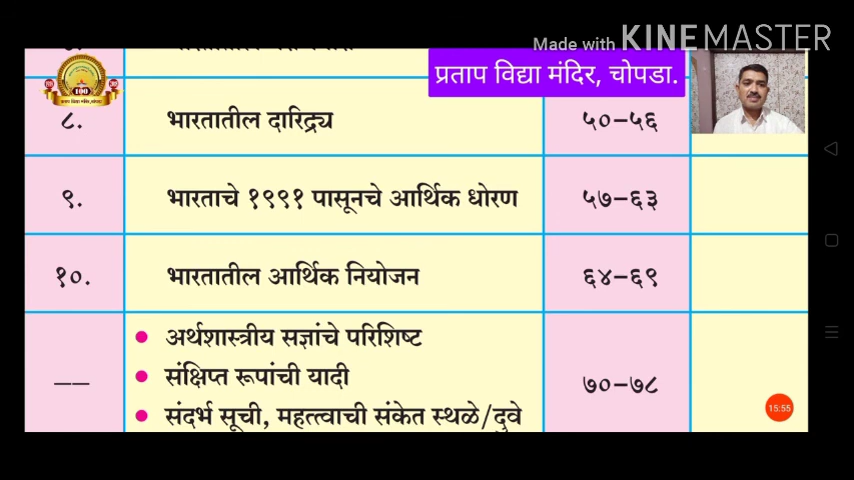 Made with KINEMASTER
प्रताप विद्या मंदिर, चोपडा.
100
८. भारतातील दारिद्र्य ५०–५६
९. भारताचे १९९१ पासूनचे आर्थिक धोरण ५७–६३
१०. भारतातील आर्थिक नियोजन ६४–६९
• अर्थशास्त्रीय सज्ञांचे परिशिष्ट
—— • संक्षिप्त रूपांची यादी ७०–७८
• संदर्भ सूची, महत्त्वाची संकेत स्थळे/दुवे
15:55